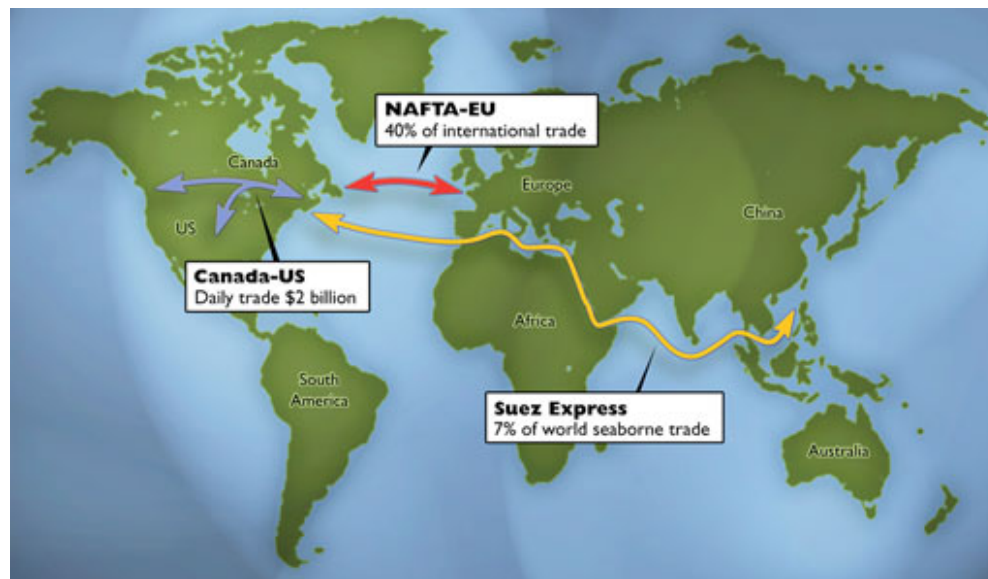 NAFTA-EU
40% of international trade
Canada
Europe
China
US
Canada-US
Daily trade $2 billion
Africa
South
America
Suez Express
7% of world seaborne trade
Australia